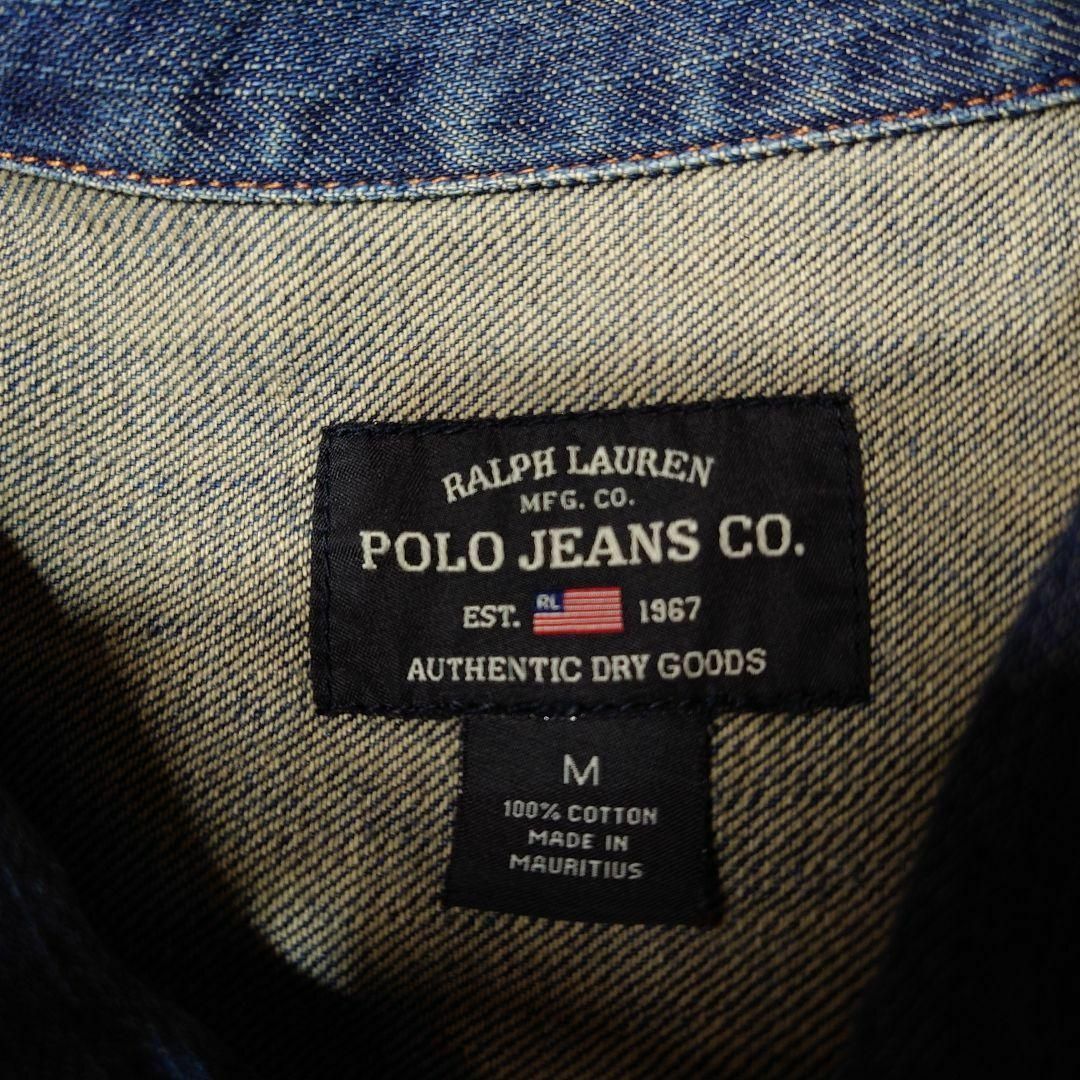 RALPH LAUREN
MFG. CO.
POLO JEANS CO.
EST. RL 1967
AUTHENTIC DRY GOODS
M
100% COTTON
MADE IN
MAURITIUS